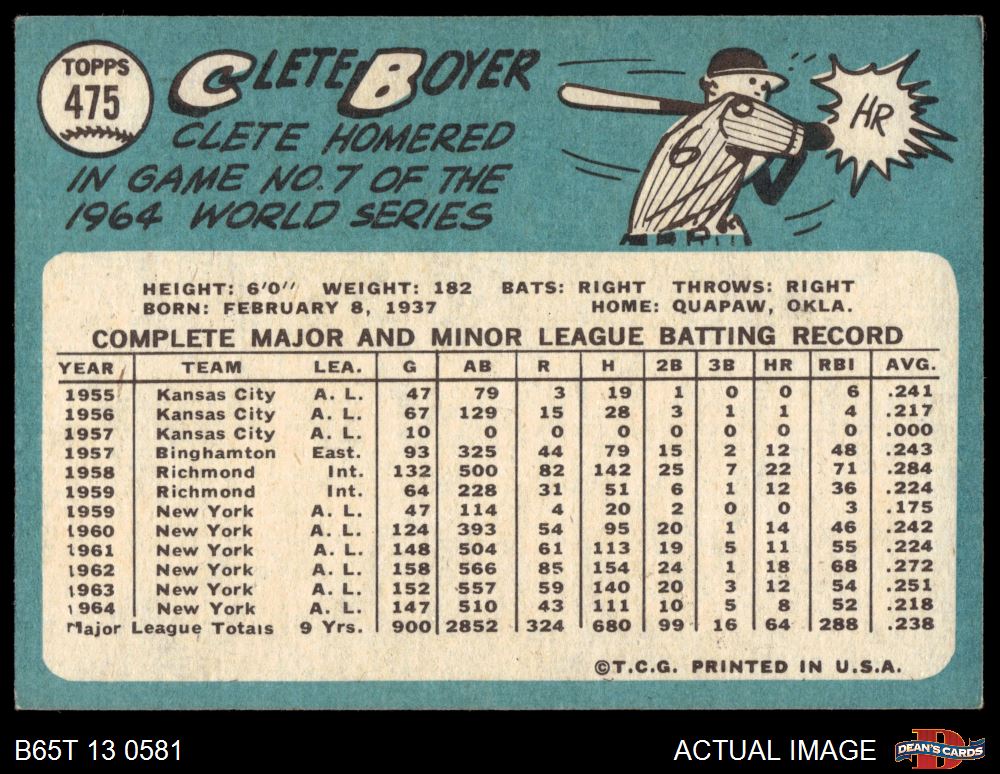 TOPPS
475
CLETE BOYER
CLETE HOMERED
IN GAME NO. 7 OF THE
1964 WORLD SERIES
6
HR
HEIGHT: 6'0" WEIGHT: 182 BATS: RIGHT THROWS: RIGHT
BORN: FEBRUARY 8, 1937 HOME: QUAPAW, OKLA.
COMPLETE MAJOR AND MINOR LEAGUE BATTING RECORD
YEAR TEAM LEA. G AB R H 2B 3B HR RBI AVG.
1955 Kansas City A. L. 47 79 3 19 1 0 0 6 .241
1956 Kansas City A. L. 67 129 15 28 3 1 1 4 .217
1957 Kansas City A. L. 10 0 0 0 0 0 0 0 .000
1957 Binghamton East. 93 325 44 79 15 2 12 48 .243
1958 Richmond Int. 132 500 82 142 25 7 22 71 .284
1959 Richmond Int. 64 228 31 51 6 1 12 36 .224
1959 New York A. L. 47 114 4 20 2 0 0 3 .175
1960 New York A. L. 124 393 54 95 20 1 14 46 .242
1961 New York A. L. 148 504 61 113 19 5 11 55 .224
1962 New York A. L. 158 566 85 154 24 1 18 68 .272
1963 New York A. L. 152 557 59 140 20 3 12 54 .251
1964 New York A. L. 147 510 43 111 10 5 8 52 .218
Major League Totals 9 Yrs. 900 2852 324 680 99 16 64 288 .238
©T.C.G. PRINTED IN U.S.A.
B65T 13 0581 ACTUAL IMAGE
D
DEAN'S CARDS